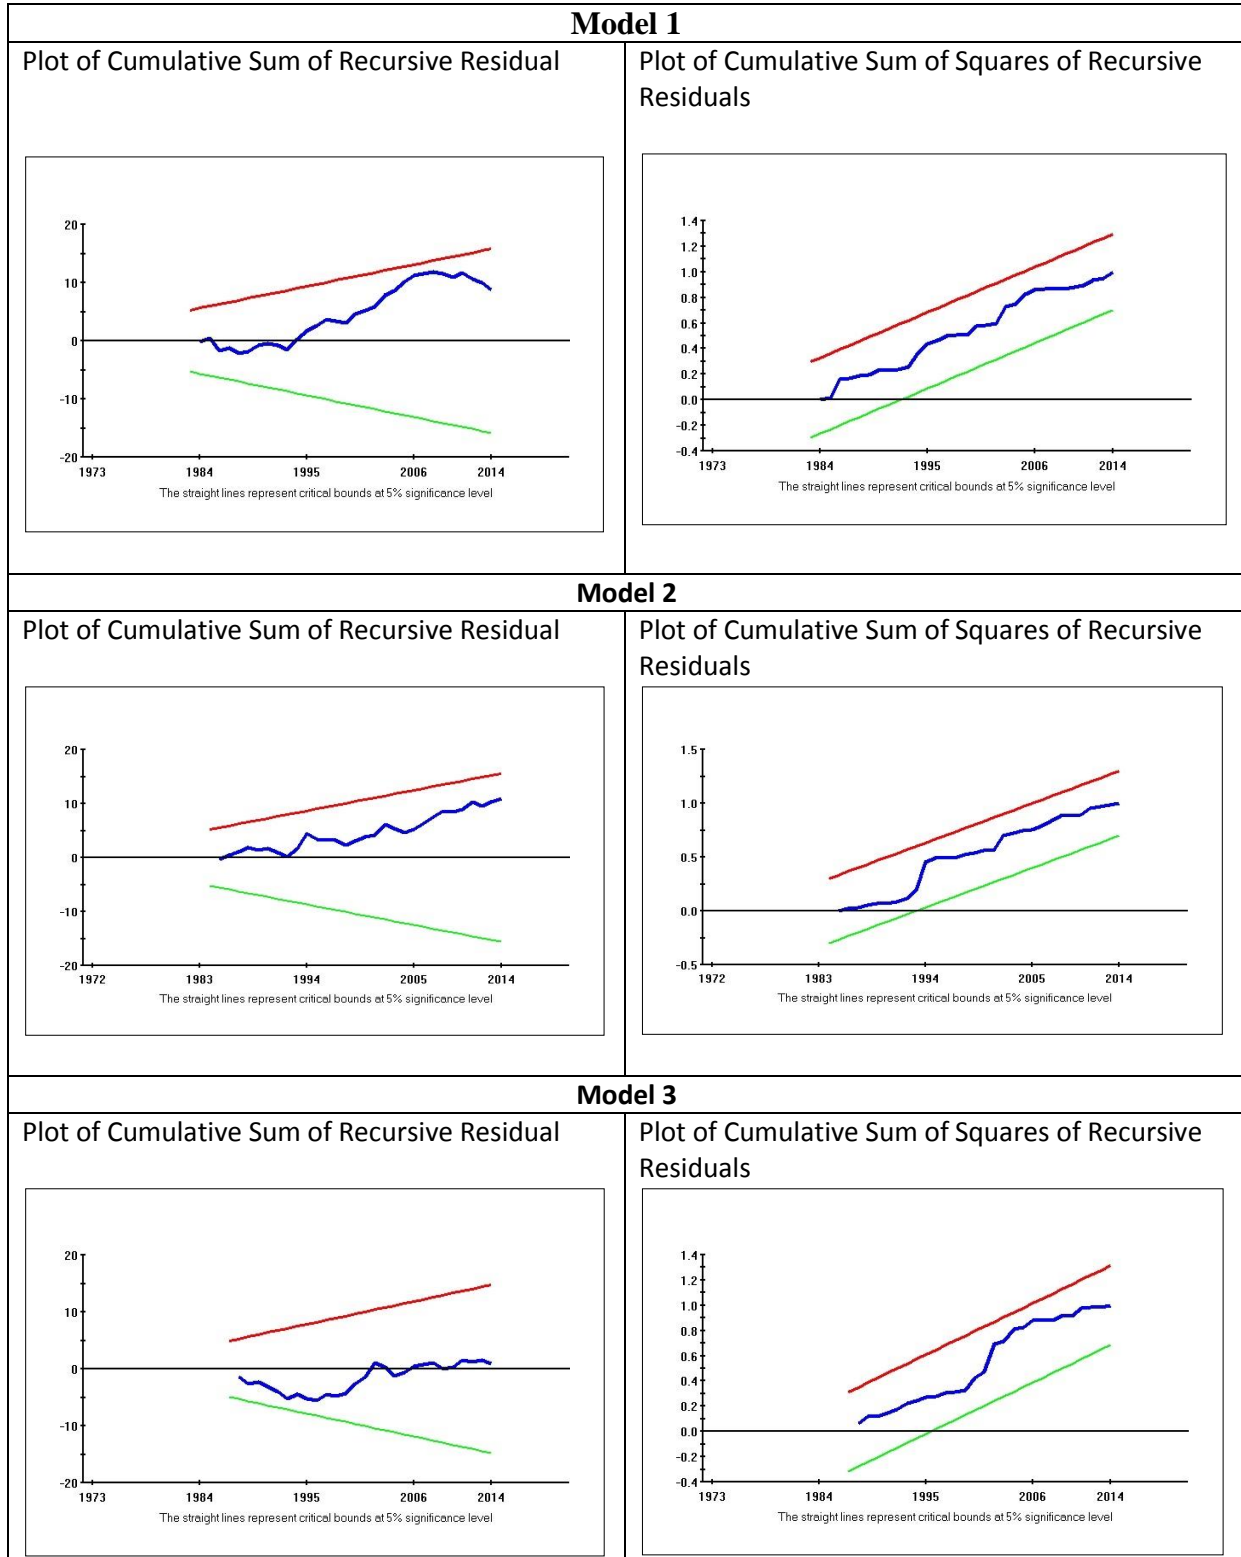 Model 1
Plot of Cumulative Sum of Recursive Residual
Plot of Cumulative Sum of Squares of Recursive
Residuals
20
10
0
-10
-20
1973 1984 1995 2006 2014
The straight lines represent critical bounds at 5% significance level
1.4
1.2
1.0
0.8
0.6
0.4
0.2
0.0
-0.2
-0.4
1973 1984 1995 2006 2014
The straight lines represent critical bounds at 5% significance level
Model 2
Plot of Cumulative Sum of Recursive Residual
Plot of Cumulative Sum of Squares of Recursive
Residuals
20
10
0
-10
-20
1972 1983 1994 2005 2014
The straight lines represent critical bounds at 5% significance level
1.5
1.0
0.5
0.0
-0.5
1972 1983 1994 2005 2014
The straight lines represent critical bounds at 5% significance level
Model 3
Plot of Cumulative Sum of Recursive Residual
Plot of Cumulative Sum of Squares of Recursive
Residuals
20
10
0
-10
-20
1973 1984 1995 2006 2014
The straight lines represent critical bounds at 5% significance level
1.4
1.2
1.0
0.8
0.6
0.4
0.2
0.0
-0.2
-0.4
1973 1984 1995 2006 2014
The straight lines represent critical bounds at 5% significance level